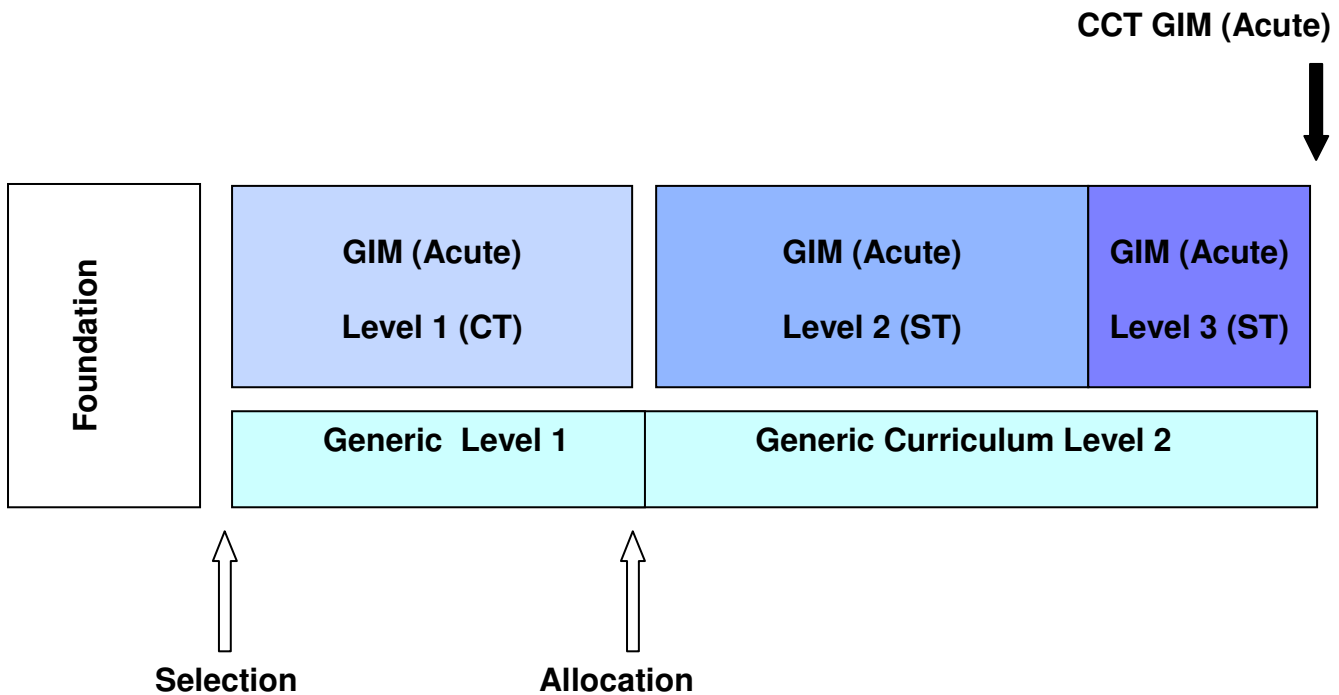 CCT GIM (Acute)
Foundation
GIM (Acute)
Level 1 (CT)
GIM (Acute)
Level 2 (ST)
GIM (Acute)
Level 3 (ST)
Generic  Level 1
Generic Curriculum Level 2
Selection
Allocation